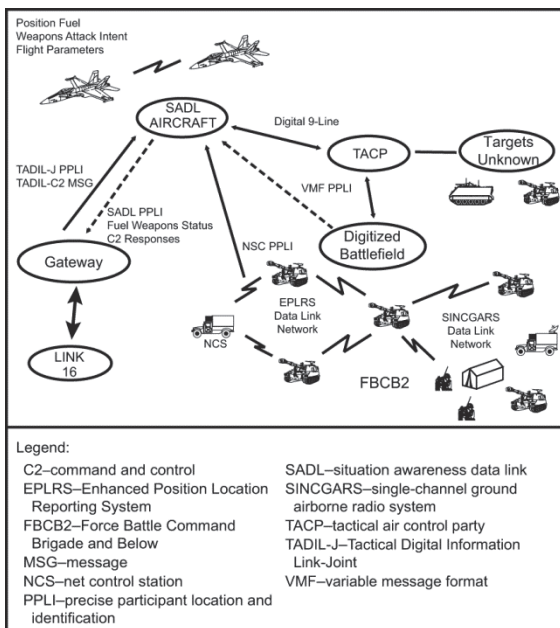 Position Fuel
Weapons Attack Intent
Flight Parameters
SADL
AIRCRAFT
Digital 9-Line
TACP
Targets
Unknown
TADIL-J PPLI
TADIL-C2 MSG
VMF PPLI
SADL PPLI
Fuel Weapons Status
C2 Responses
Digitized
Battlefield
Gateway
NSC PPLI
EPLRS
Data Link
Network
SINCGARS
Data Link
Network
NCS
LINK
16
FBCB2
Legend:
C2–command and control
EPLRS–Enhanced Position Location
Reporting System
FBCB2–Force Battle Command
Brigade and Below
MSG–message
NCS–net control station
PPLI–precise participant location and
identification
SADL–situation awareness data link
SINCGARS–single-channel ground
airborne radio system
TACP–tactical air control party
TADIL-J–Tactical Digital Information
Link-Joint
VMF–variable message format